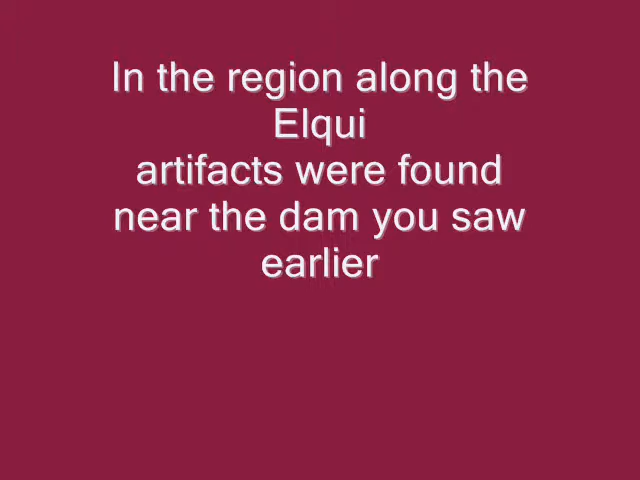 In the region along the
Elqui
artifacts were found
near the dam you saw
earlier